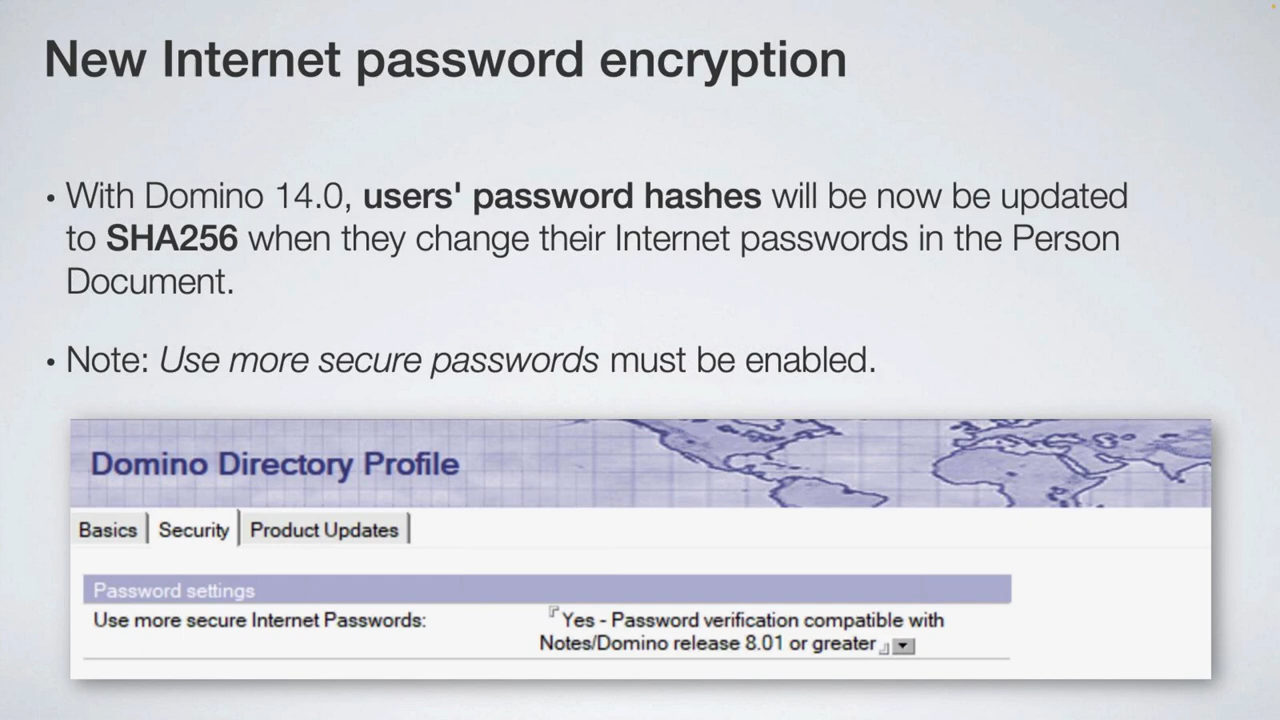 New Internet password encryption
• With Domino 14.0, users' password hashes will be now be updated
to SHA256 when they change their Internet passwords in the Person
Document.
• Note: Use more secure passwords must be enabled.
Domino Directory Profile
Basics Security Product Updates
Password settings
Use more secure Internet Passwords: Yes - Password verification compatible with
Notes/Domino release 8.01 or greater